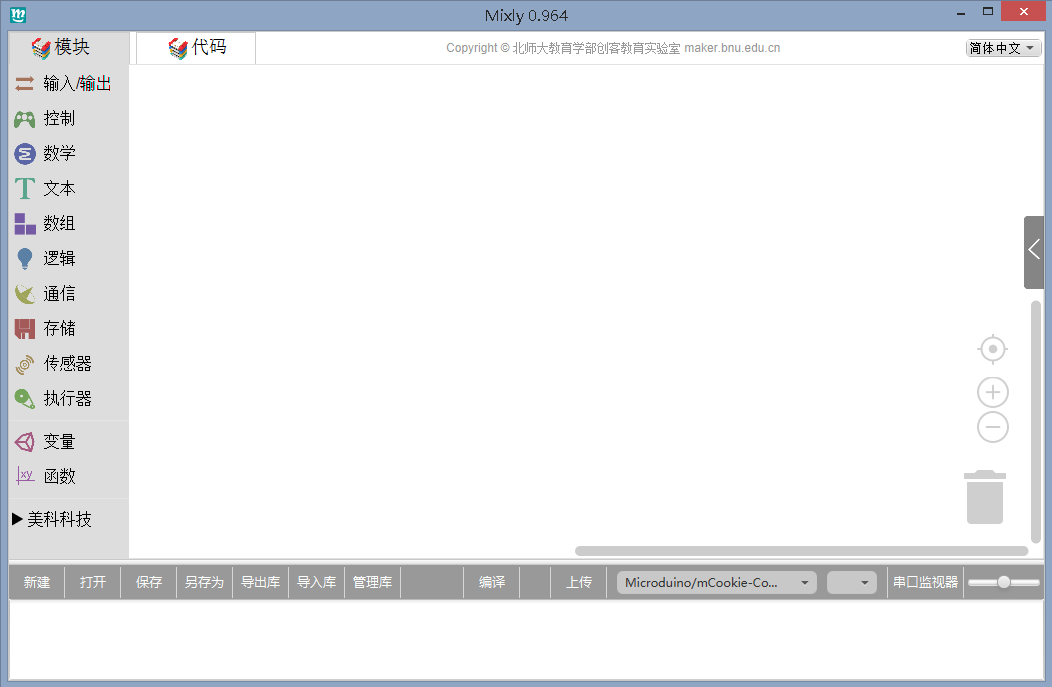 Mixly 0.964
模块
代码
Copyright © 北师大教育学部创客教育实验室 maker.bnu.edu.cn
简体中文
输入/输出
控制
数学
文本
数组
逻辑
通信
存储
传感器
执行器
变量
xy 函数
美科科技
新建 打开 保存 另存为 导出库 导入库 管理库 编译 上传 Microduino/mCookie-Co... 串口监视器